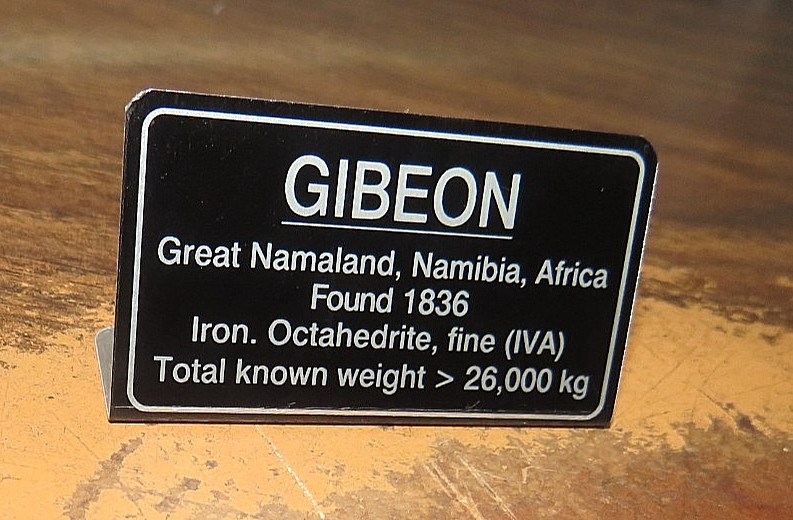 GIBEON
Great Namaland, Namibia, Africa
Found 1836
Iron. Octahedrite, fine (IVA)
Total known weight > 26,000 kg